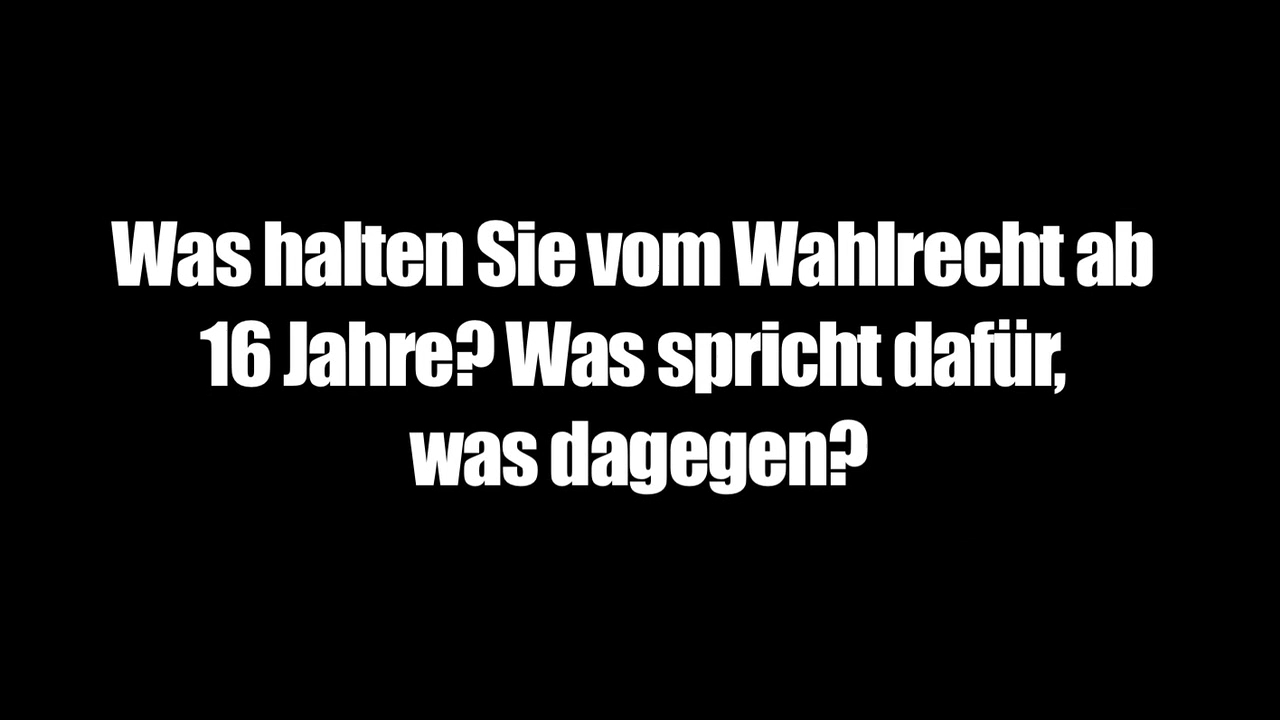 Was halten Sie vom Wahlrecht ab
16 Jahre? Was spricht dafür,
was dagegen?